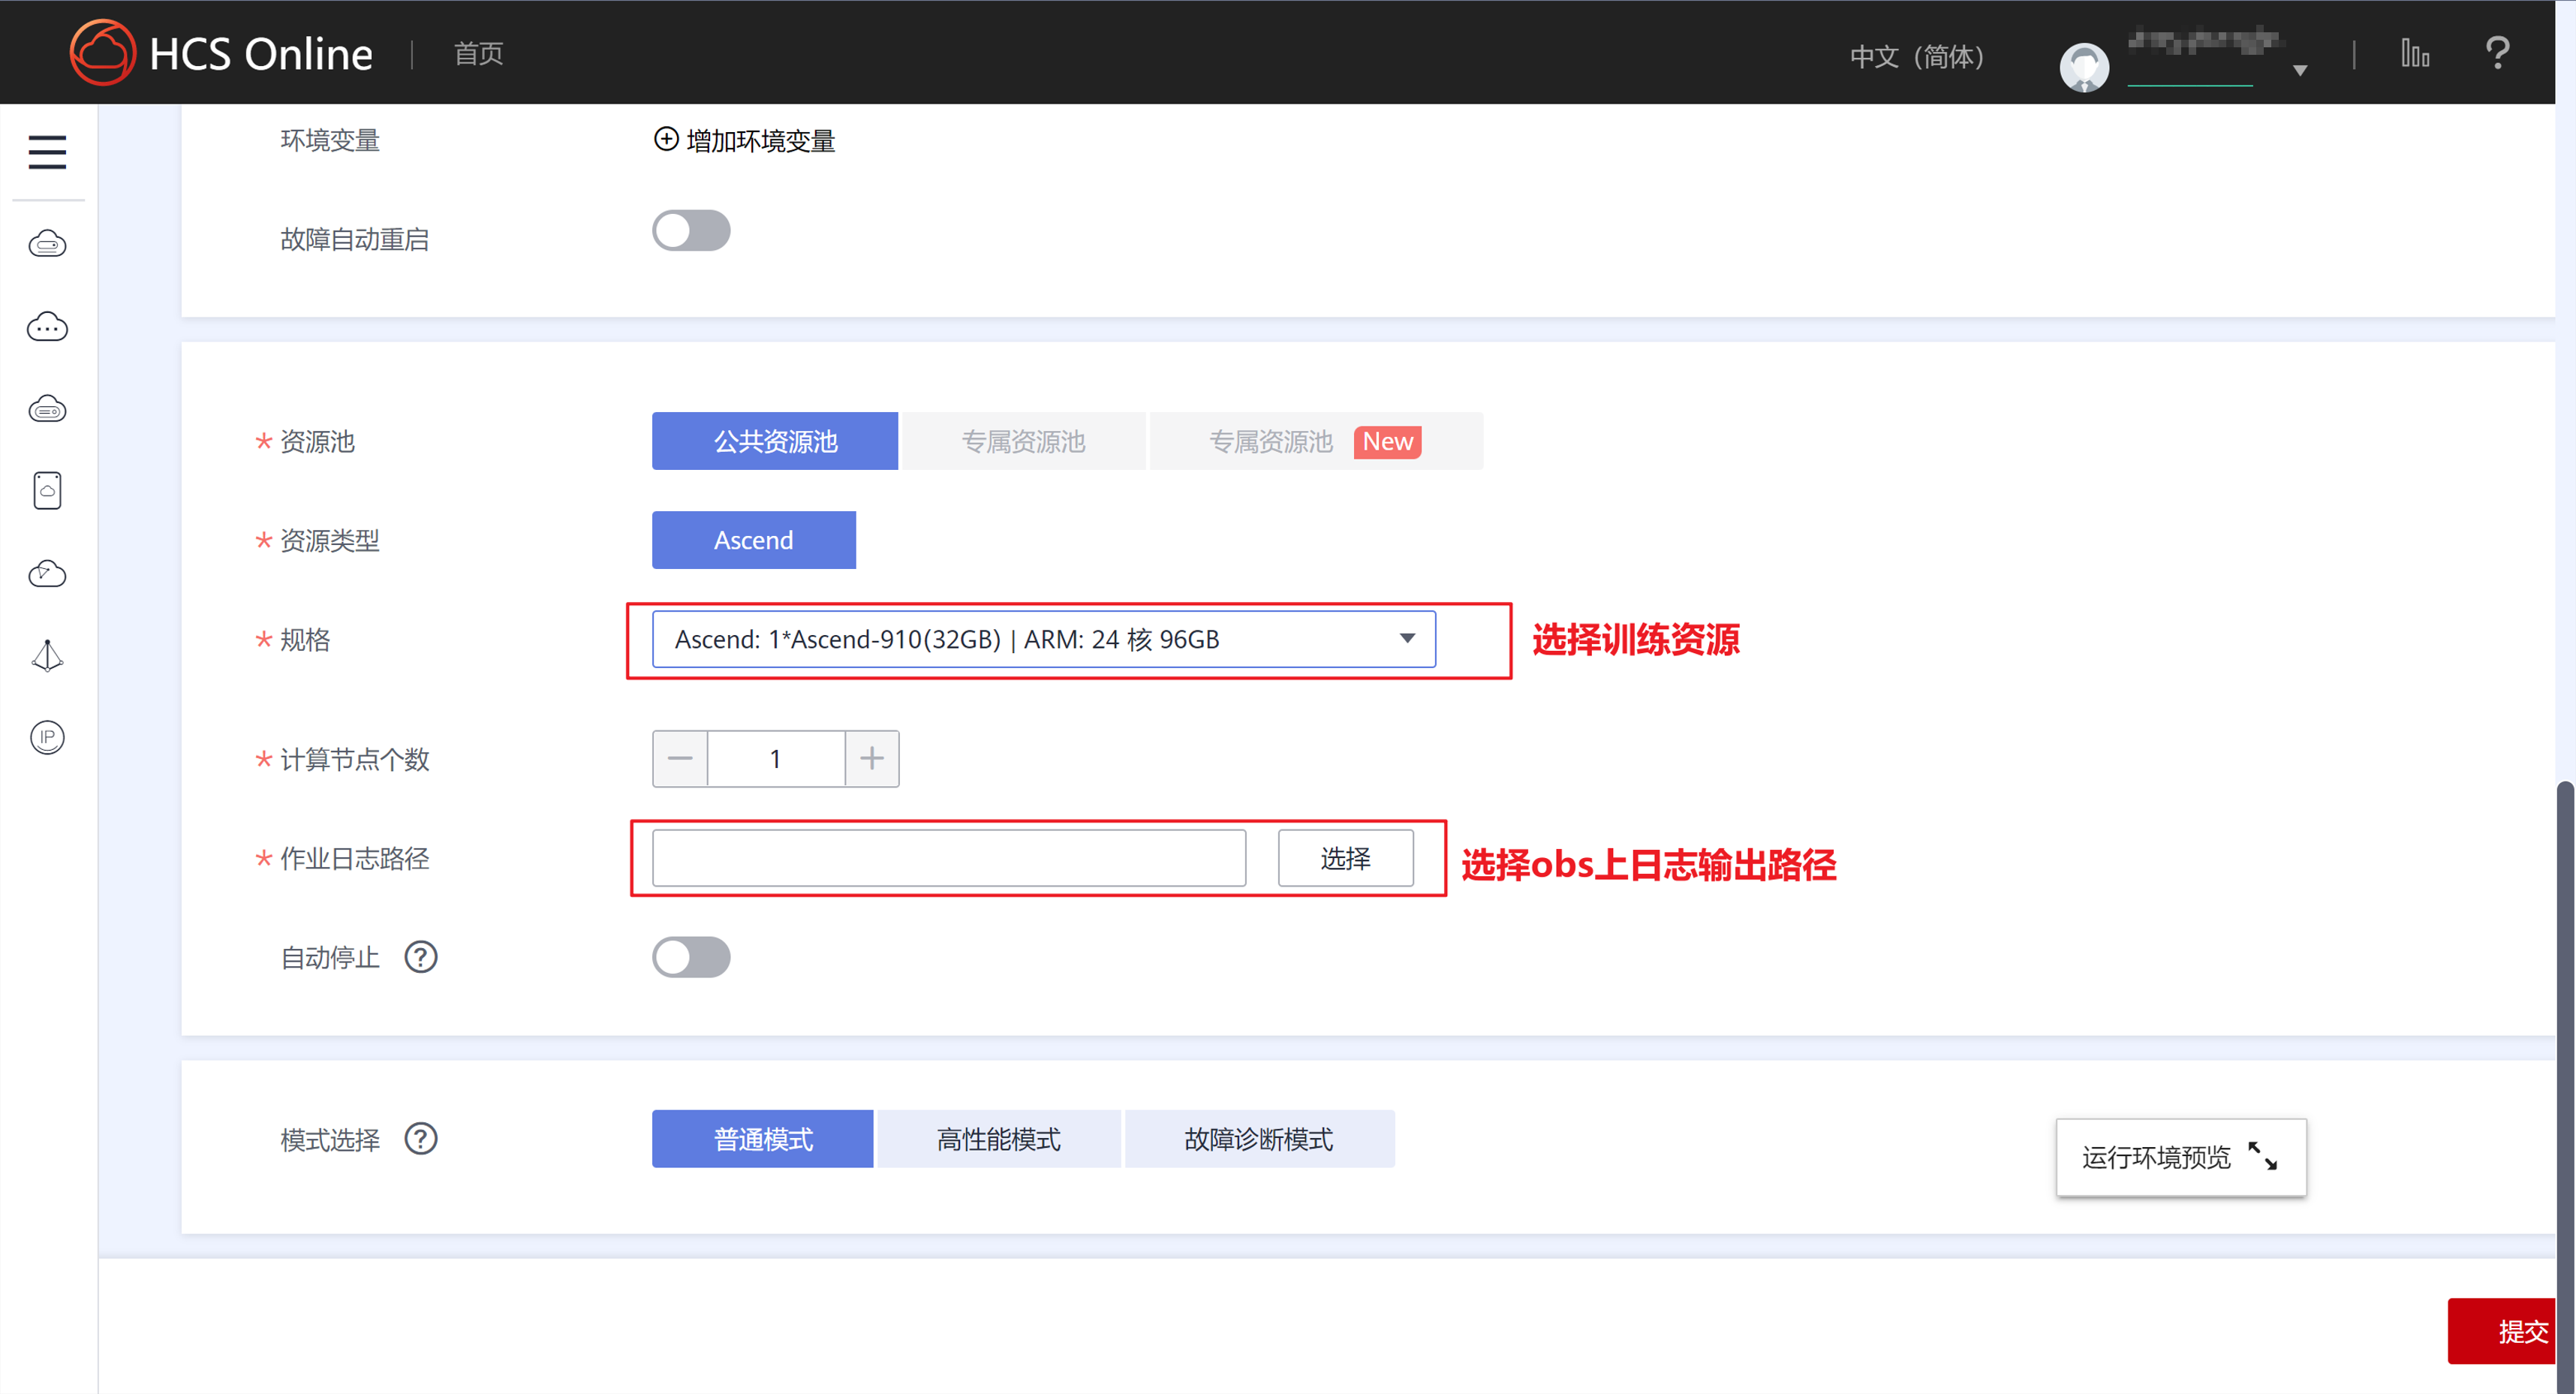 HCS Online | 首页 中文（简体）
环境变量 增加环境变量
故障自动重启
* 资源池 公共资源池 专属资源池 专属资源池 New
* 资源类型 Ascend
* 规格 Ascend: 1*Ascend-910(32GB) | ARM: 24 核 96GB 选择训练资源
* 计算节点个数 1
* 作业日志路径 选择 选择obs上日志输出路径
自动停止 ?
IP
模式选择 ? 普通模式 高性能模式 故障诊断模式
运行环境预览
提交